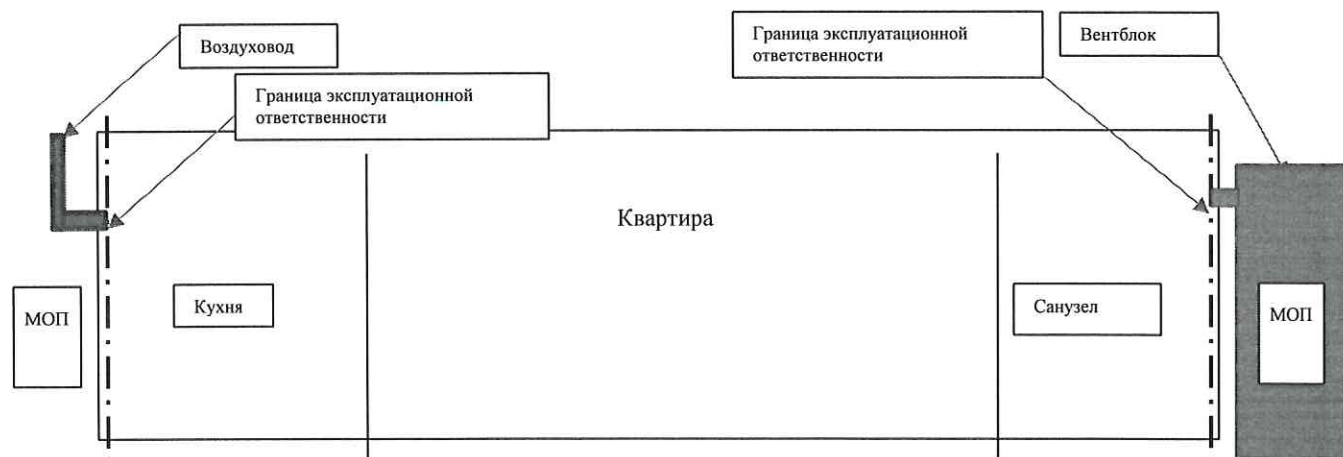 Воздуховод
Граница эксплуатационной
ответственности
Вентблок
Граница эксплуатационной
ответственности
Квартира
МОП
Кухня
Санузел
МОП